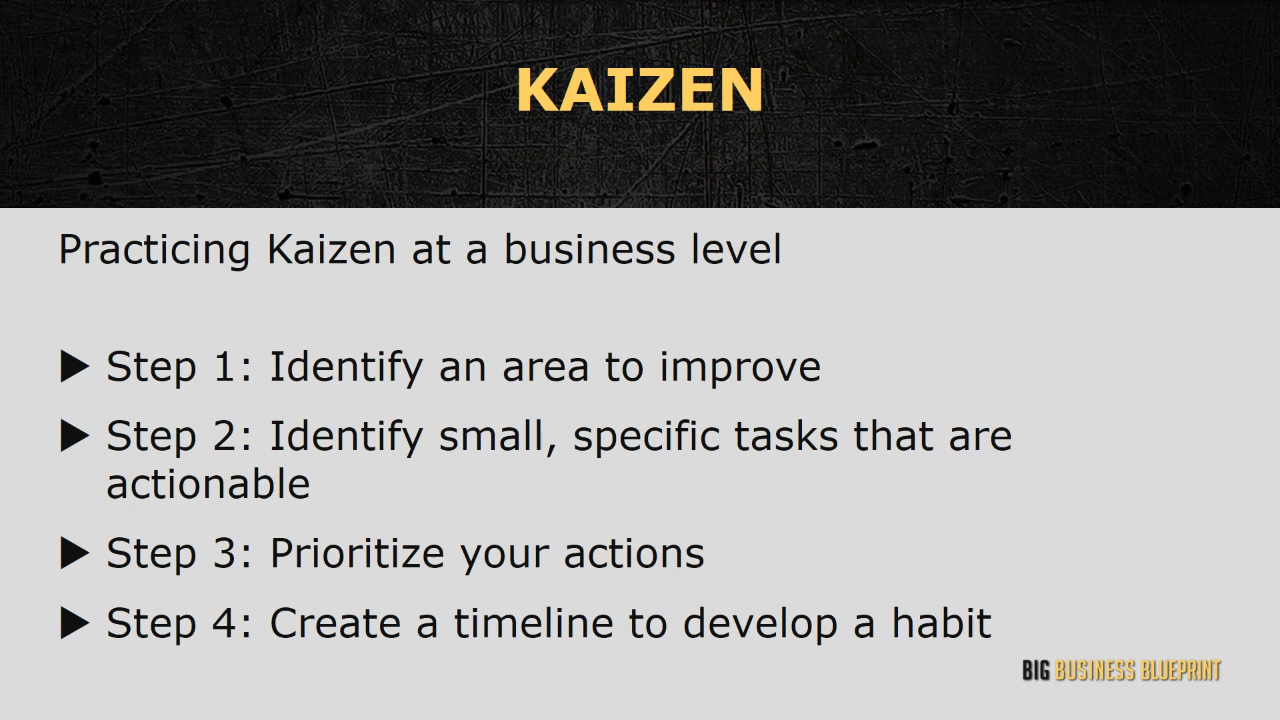 KAIZEN
Practicing Kaizen at a business level
▶ Step 1: Identify an area to improve
▶ Step 2: Identify small, specific tasks that are
actionable
▶ Step 3: Prioritize your actions
▶ Step 4: Create a timeline to develop a habit
BIG BUSINESS BLUEPRINT